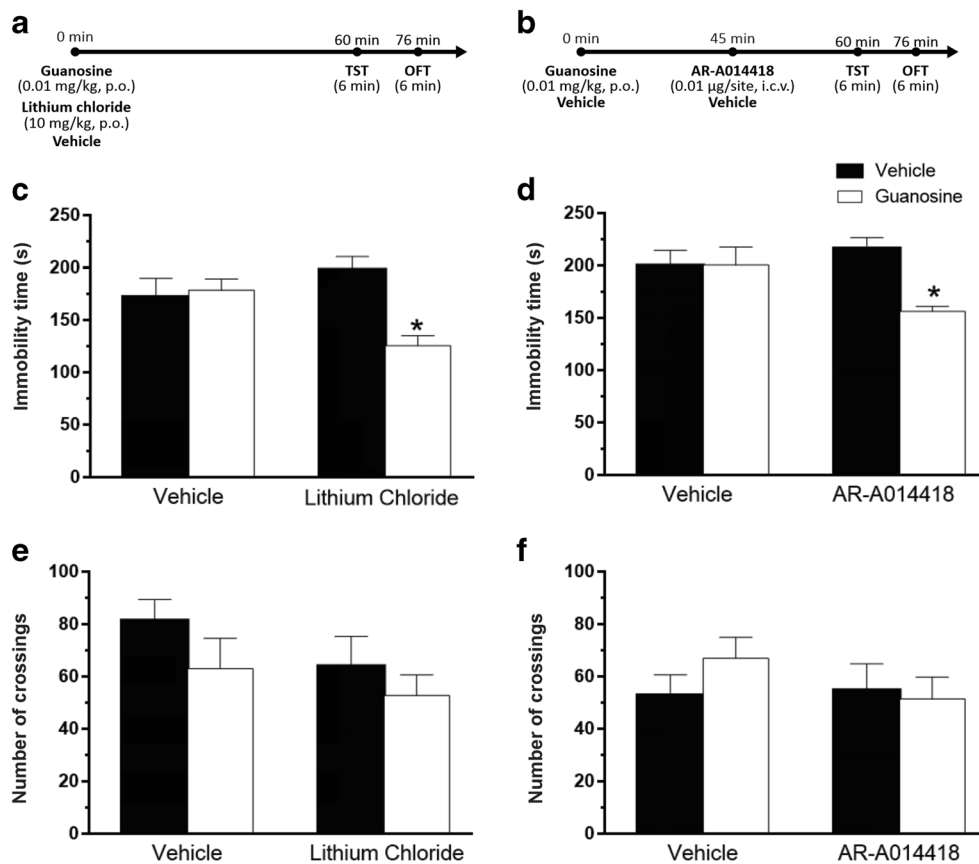 a
0 min
60 min
76 min
Guanosine
(0.01 mg/kg, p.o.)
Lithium chloride
(10 mg/kg, p.o.)
Vehicle
TST
(6 min)
OFT
(6 min)
b
0 min
45 min
60 min
76 min
Guanosine
(0.01 mg/kg, p.o.)
Vehicle
AR-A014418
(0.01 µg/site, i.c.v.)
Vehicle
TST
(6 min)
OFT
(6 min)
Vehicle
Guanosine
c
Immobility time (s)
250
200
150
100
50
0
*
Vehicle
Lithium Chloride
d
Immobility time (s)
250
200
150
100
50
0
*
Vehicle
AR-A014418
e
Number of crossings
100
80
60
40
20
0
Vehicle
Lithium Chloride
f
Number of crossings
100
80
60
40
20
0
Vehicle
AR-A014418